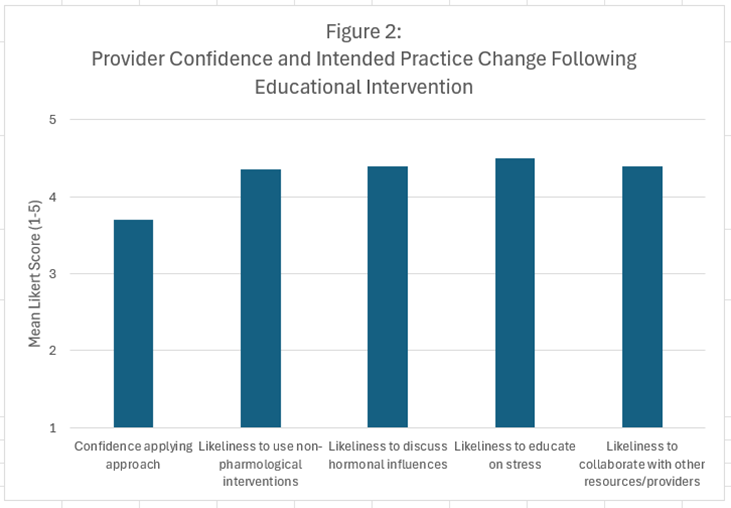 Figure 2:
Provider Confidence and Intended Practice Change Following
Educational Intervention
Mean Likert Score (1-5)
5
4
3
2
1
Confidence applying
approach
Likeliness to use non-
pharmological
interventions
Likeliness to discuss
hormonal influences
Likeliness to educate
on stress
Likeliness to
collaborate with other
resources/providers